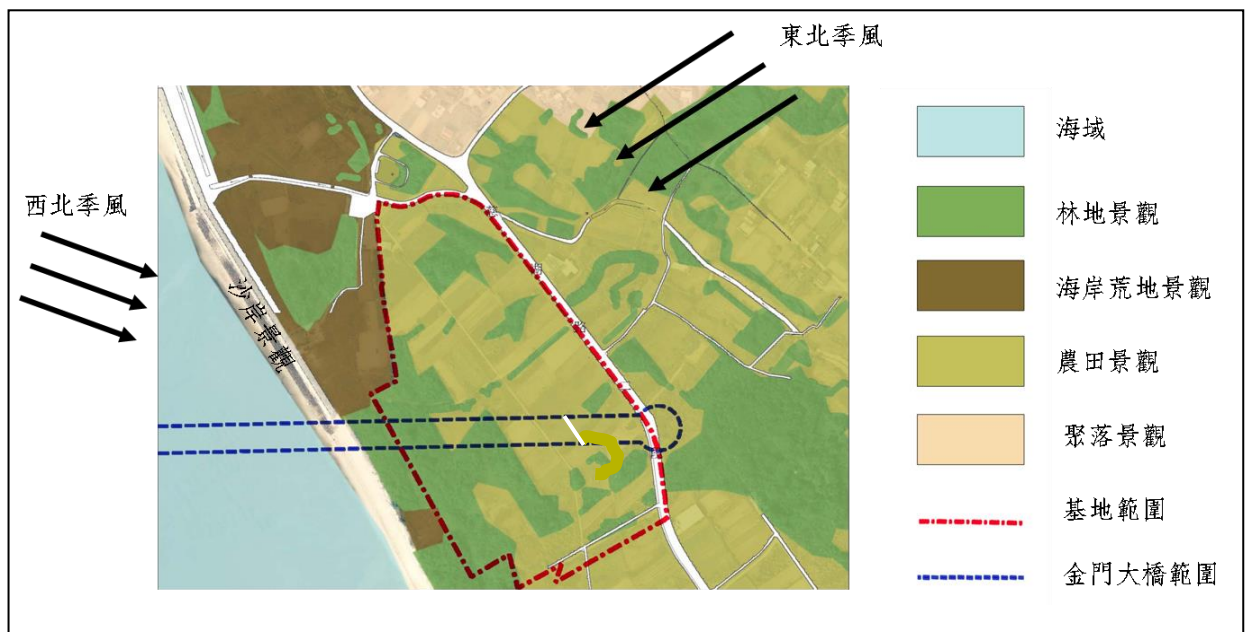 東北季風
西北季風
沙岸景觀
海域
林地景觀
海岸荒地景觀
農田景觀
聚落景觀
基地範圍
金門大橋範圍